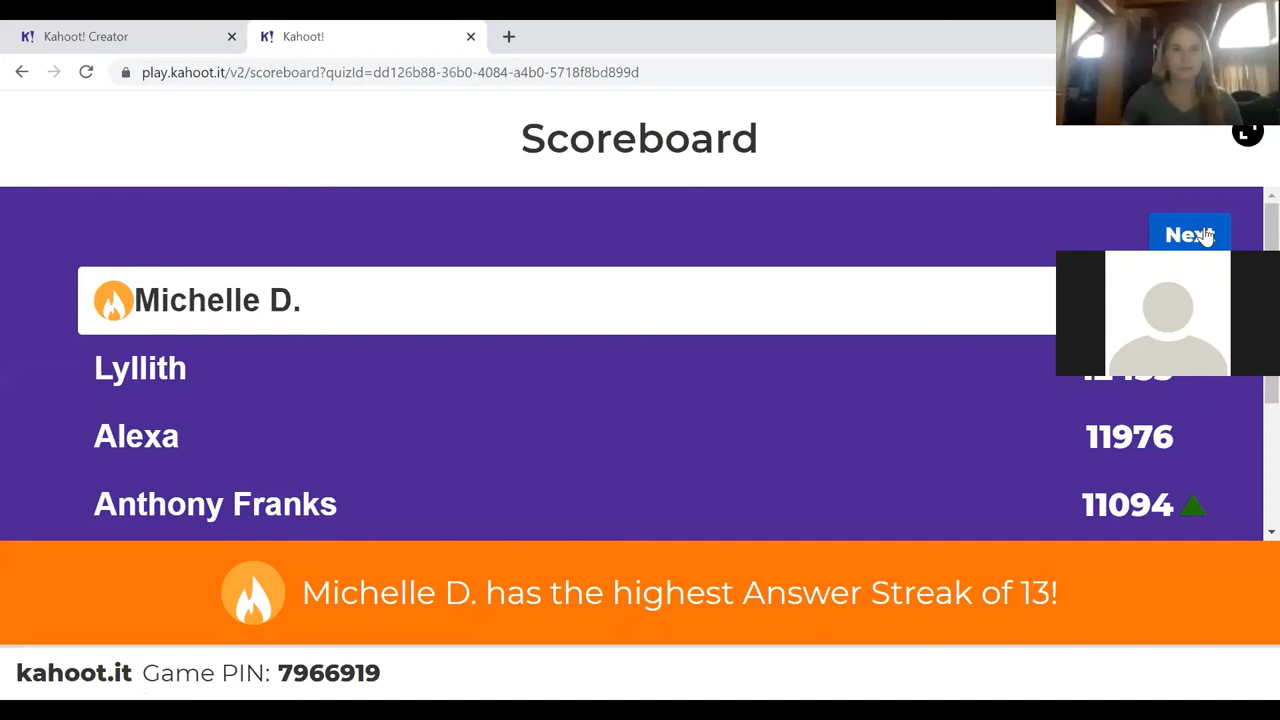 K! Kahoot! Creator
K! Kahoot!
play.kahoot.it/v2/scoreboard?quizId=dd126b88-36b0-4084-a4b0-5718f8bd899d
Scoreboard
Next
Michelle D.
Lyllith
Alexa 11976
Anthony Franks 11094
Michelle D. has the highest Answer Streak of 13!
kahoot.it Game PIN: 7966919